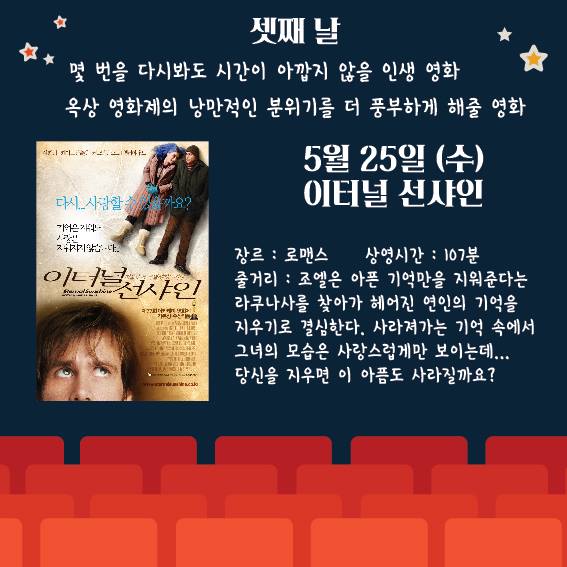 셋째 날
몇 번을 다시봐도 시간이 아깝지 않을 인생 영화
옥상 영화제의 낭만적인 분위기를 더 풍부하게 해줄 영화
5월 25일 (수)
이터널 선샤인
장르 : 로맨스 상영시간 : 107분
줄거리 : 조엘은 아픈 기억만을 지워준다는
라쿠나사를 찾아가 헤어진 연인의 기억을
지우기로 결심한다. 사라져가는 기억 속에서
그녀의 모습은 사랑스럽게만 보이는데...
당신을 지우면 이 아픔도 사라질까요?
다시 사랑할 수
이터널
선샤인